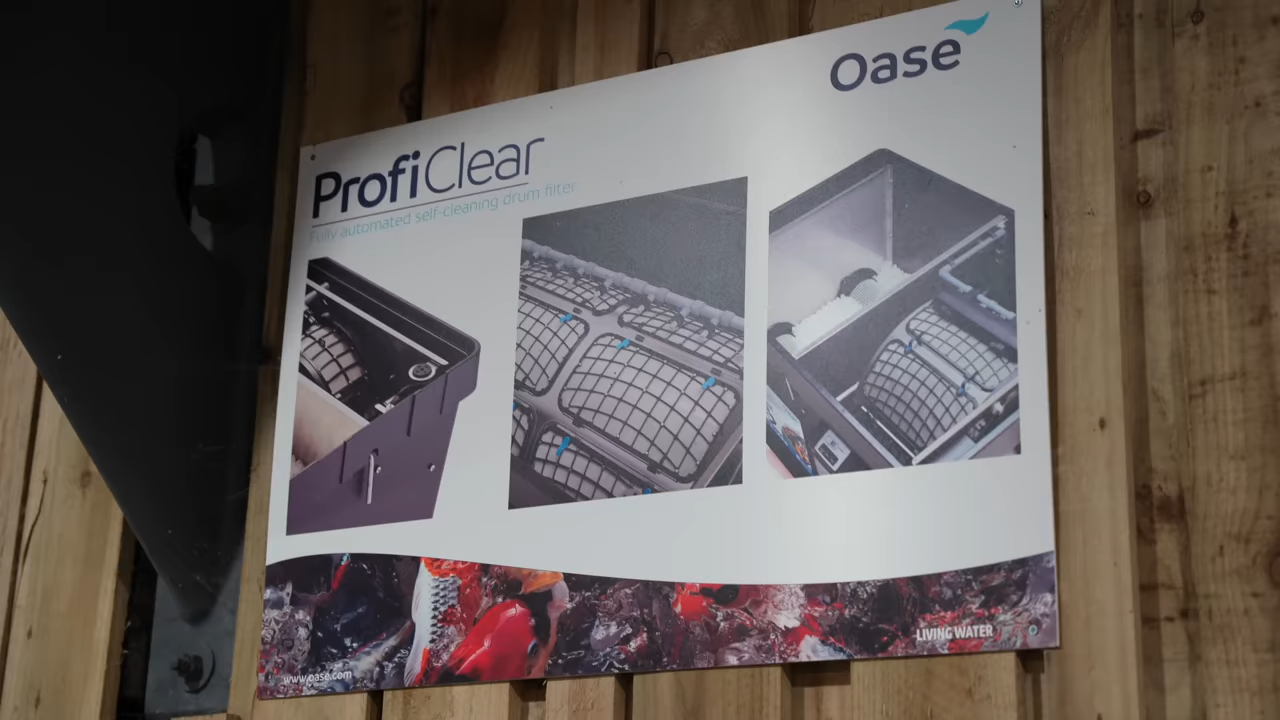 Oase
ProfiClear
Fully automated self-cleaning drum filter
LIVING WATER
www.oase.com